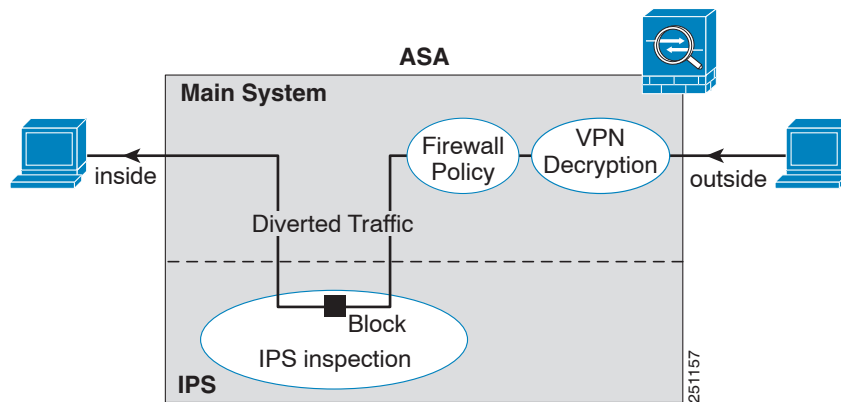 ASA
Main System
Firewall
Policy
VPN
Decryption
inside
outside
Diverted Traffic
Block
IPS inspection
IPS
251157